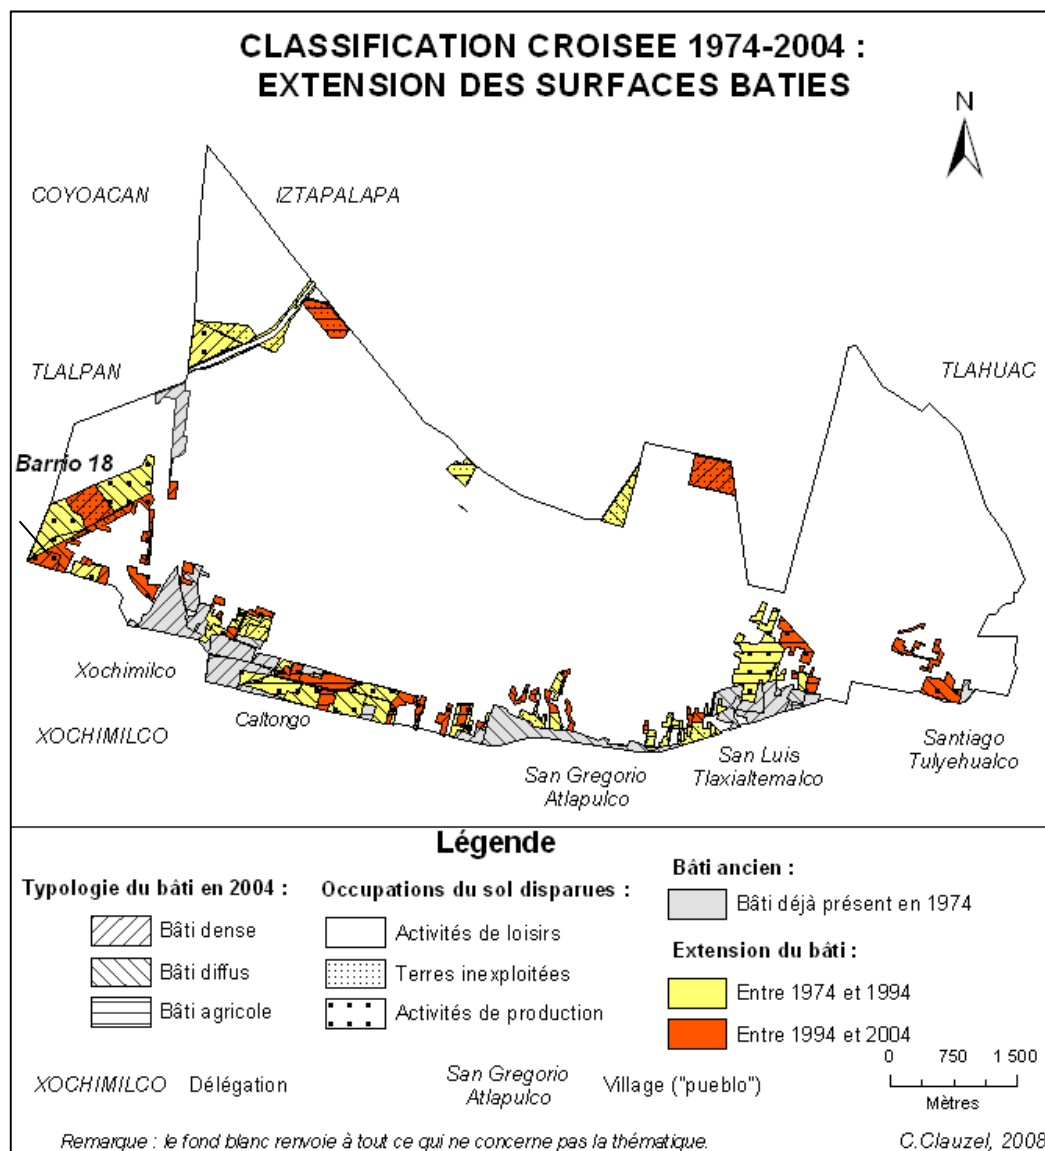 CLASSIFICATION CROISEE 1974-2004 :
EXTENSION DES SURFACES BATIES
N
COYOACAN
IZTAPALAPA
TLALPAN
TLAHUAC
Barrio 18
Xochimilco
Caltongo
XOCHIMILCO
San Gregorio
Atlapulco
San Luis
Tlaxialtemalco
Santiago
Tulyehualco
Légende
Typologie du bâti en 2004 :
Bâti dense
Bâti diffus
Bâti agricole
Occupations du sol disparues :
Activités de loisirs
Terres inexploitées
Activités de production
Bâti ancien :
Bâti déjà présent en 1974
Extension du bâti :
Entre 1974 et 1994
Entre 1994 et 2004
0 750 1 500
Mètres
XOCHIMILCO Délégation
San Gregorio
Atlapulco
Village ("pueblo")
Remarque : le fond blanc renvoie à tout ce qui ne concerne pas la thématique.
C.Clauzel, 2008